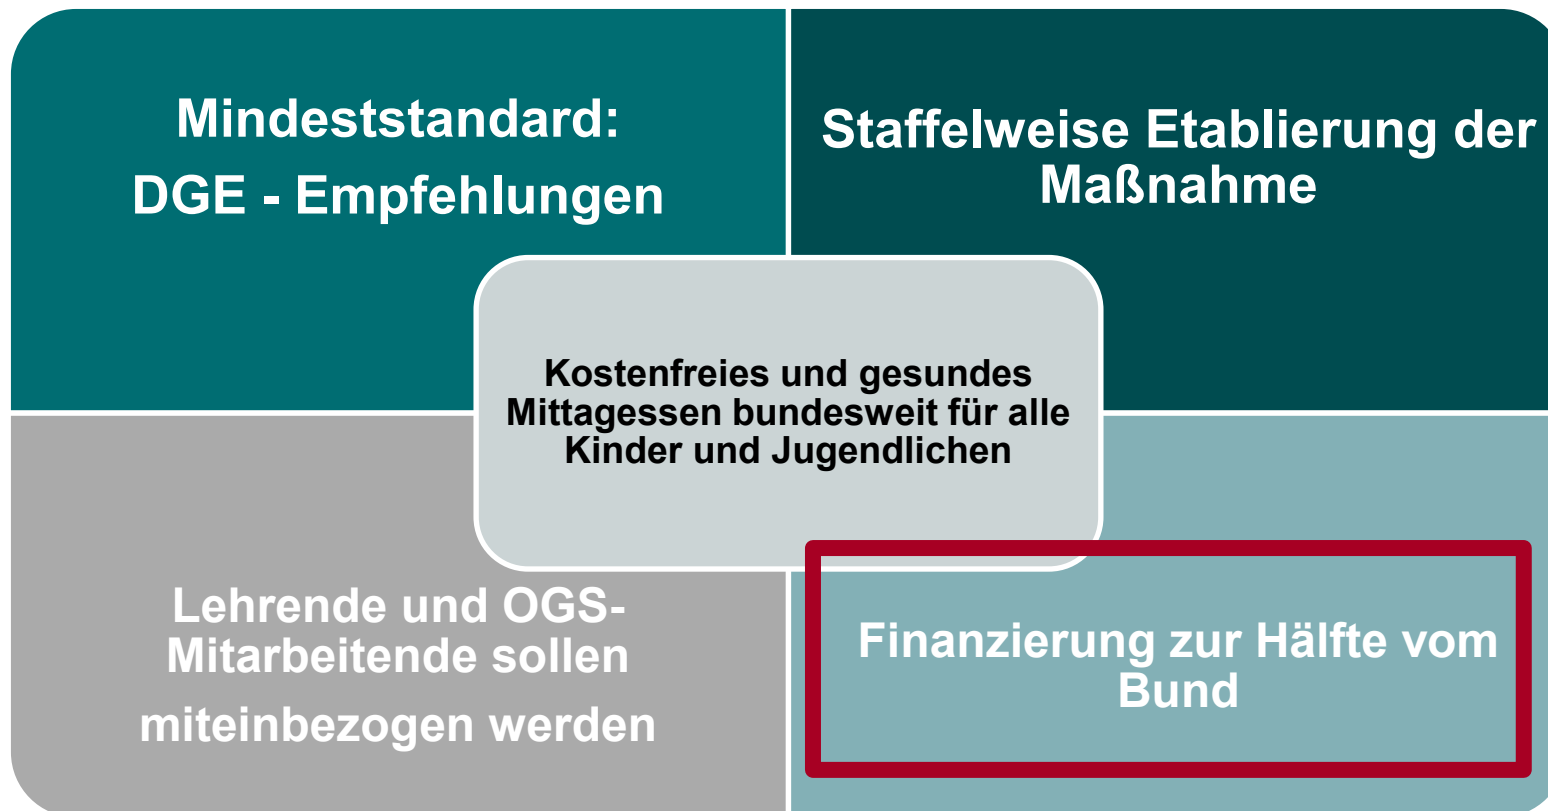 Mindeststandard:
DGE - Empfehlungen
Staffelweise Etablierung der
Maßnahme
Kostenfreies und gesundes
Mittagessen bundesweit für alle
Kinder und Jugendlichen
Lehrende und OGS-
Mitarbeitende sollen
miteinbezogen werden
Finanzierung zur Hälfte vom
Bund